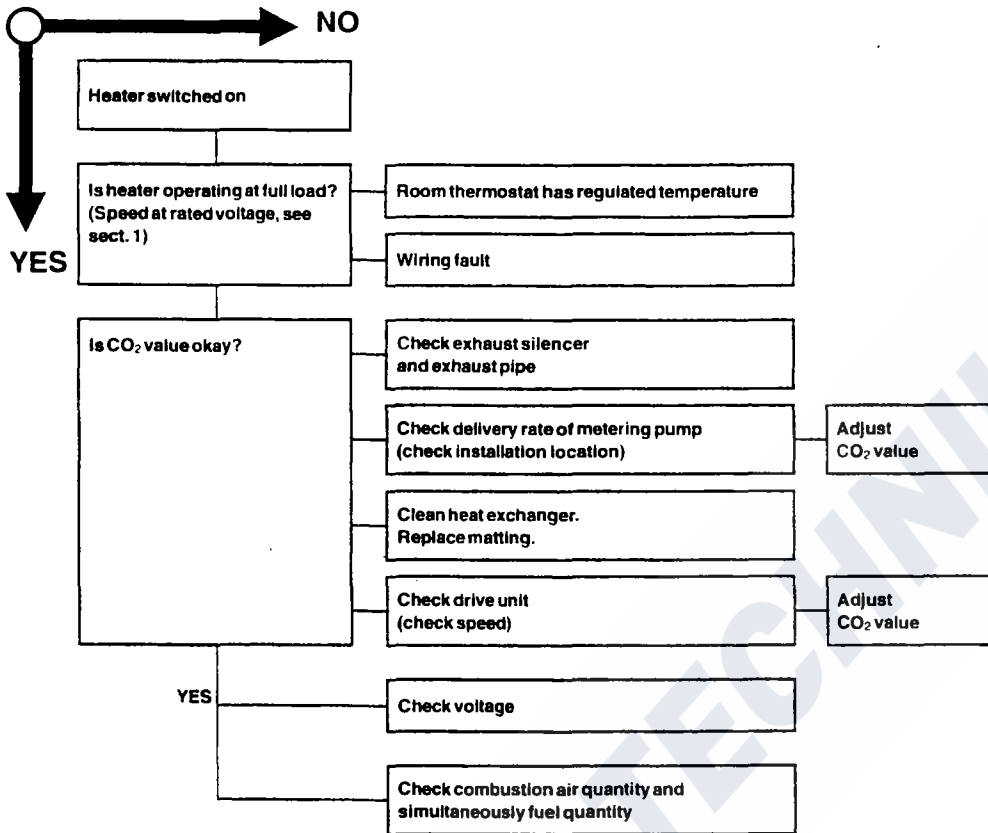 NO
YES
Heater switched on
Is heater operating at full load?
(Speed at rated voltage, see
sect. 1)
Room thermostat has regulated temperature
Wiring fault
Is CO₂ value okay?
Check exhaust silencer
and exhaust pipe
Check delivery rate of metering pump
(check installation location)
Adjust
CO₂ value
Clean heat exchanger.
Replace matting.
Check drive unit
(check speed)
Adjust
CO₂ value
YES
Check voltage
Check combustion air quantity and
simultaneously fuel quantity